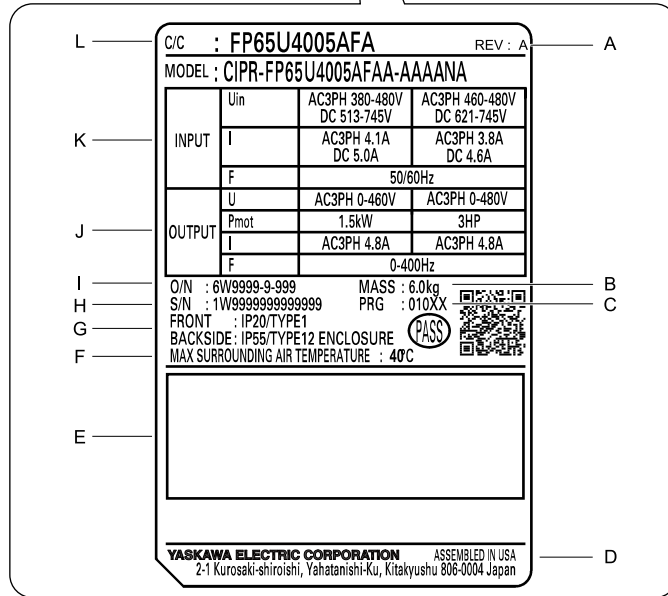 L C/C : FP65U4005AFA REV : A A
MODEL : CIPR-FP65U4005AFAA-AAAANA
Uin AC3PH 380-480V AC3PH 460-480V
DC 513-745V DC 621-745V
K INPUT I AC3PH 4.1A AC3PH 3.8A
DC 5.0A DC 4.6A
F 50/60Hz
U AC3PH 0-460V AC3PH 0-480V
J OUTPUT Pmot 1.5kW 3HP
I AC3PH 4.8A AC3PH 4.8A
F 0-400Hz
I O/N : 6W9999-9-999 MASS : 6.0kg B
H S/N : 1W9999999999999 PRG : 010XX C
G FRONT : IP20/TYPE1
BACKSIDE : IP55/TYPE12 ENCLOSURE PASS
F MAX SURROUNDING AIR TEMPERATURE : 40°C
E
YASKAWA ELECTRIC CORPORATION ASSEMBLED IN USA D
2-1 Kurosaki-shiroishi, Yahatanishi-Ku, Kitakyushu 806-0004 Japan